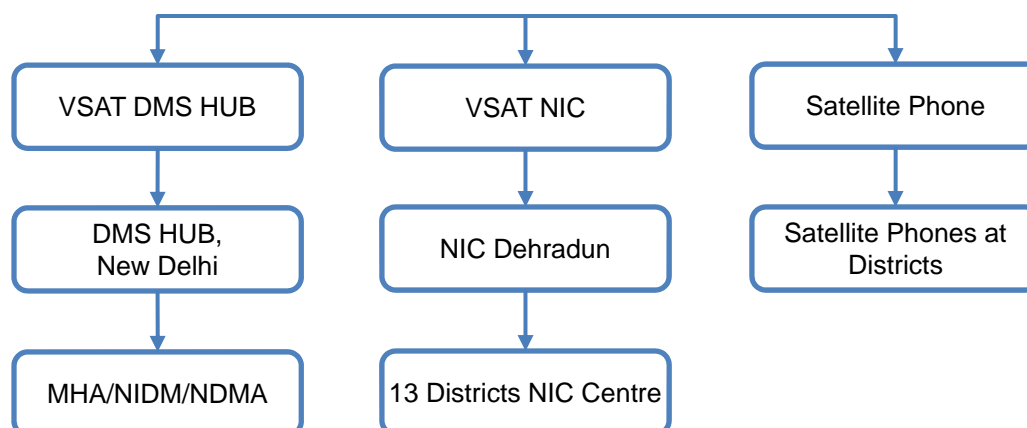 VSAT DMS HUB
VSAT NIC
Satellite Phone
DMS HUB,
New Delhi
NIC Dehradun
Satellite Phones at
Districts
MHA/NIDM/NDMA
13 Districts NIC Centre